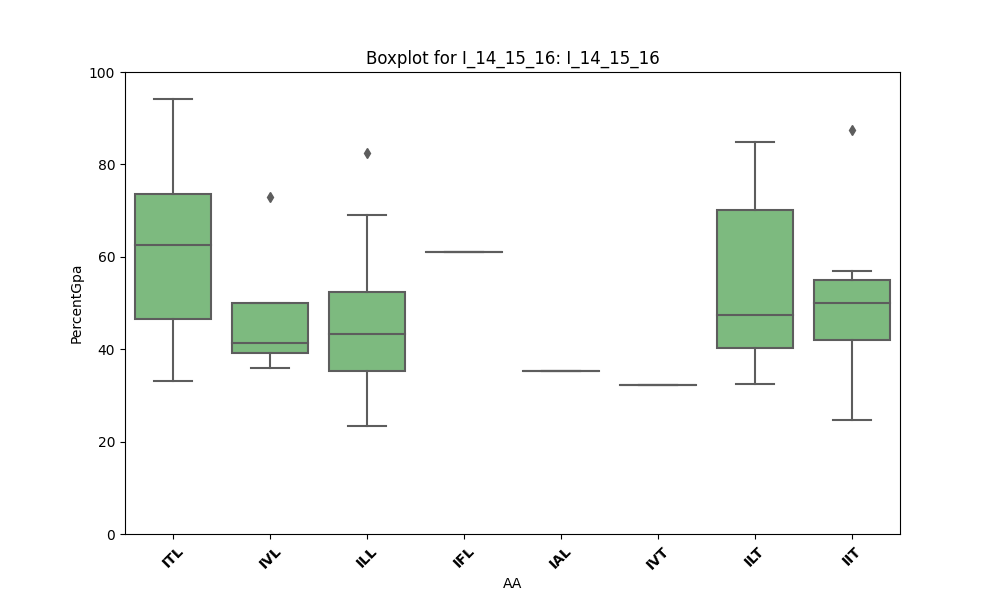 Boxplot for I_14_15_16: I_14_15_16
100
80
60
40
20
0
PercentGpa
ITL
IVL
ILL
IFL
IAL
IVT
ILT
IIT
AA